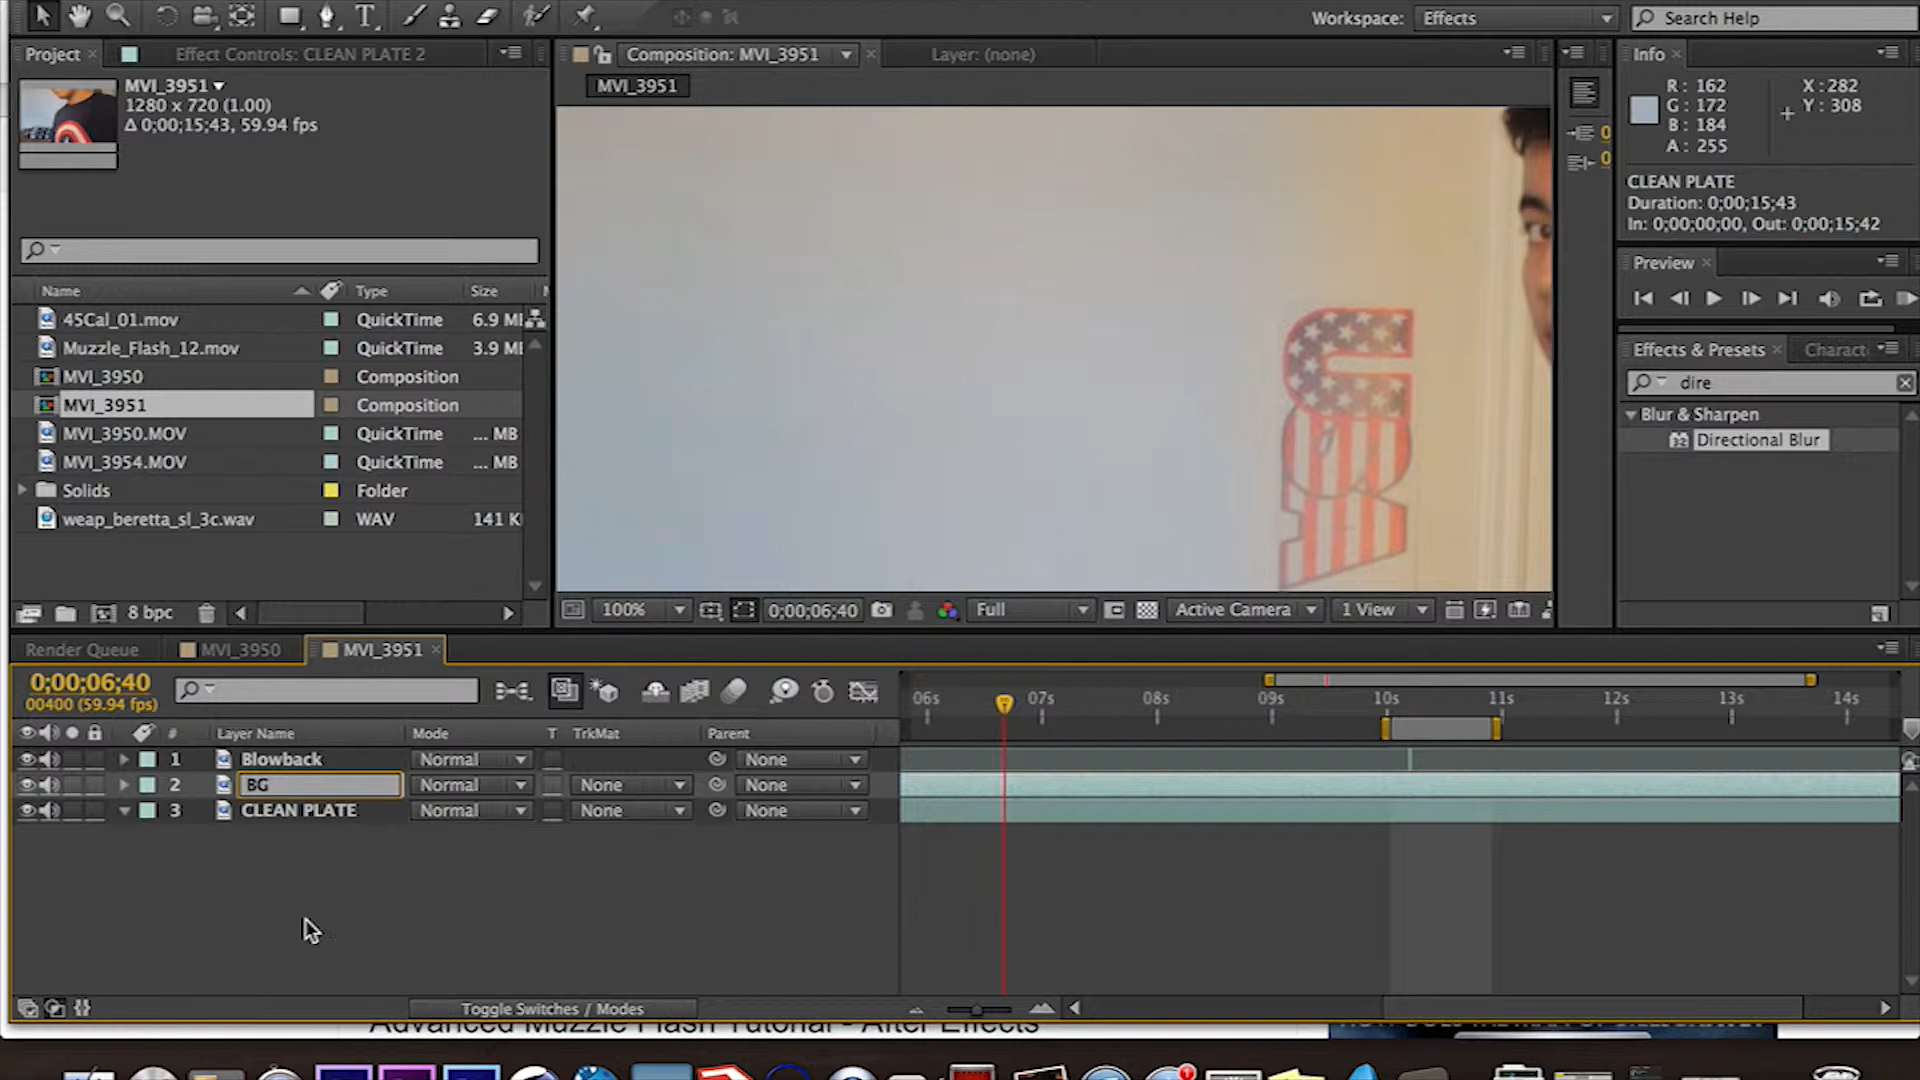 Workspace: Effects Search Help
Project Effect Controls: CLEAN PLATE 2 Composition: MVI_3951 Layer: (none) Info
MVI_3951
1280 x 720 (1.00)
Δ 0;00;15;43, 59.94 fps
MVI_3951
R: 162 X: 282
G: 172 Y: 308
B: 184
A: 255
CLEAN PLATE
Duration: 0;00;15;43
In: 0;00;00;00, Out: 0;00;15;42
Preview
Name Type Size
45Cal_01.mov QuickTime 6.9 M
Muzzle_Flash_12.mov QuickTime 3.9 M
MVI_3950 Composition
MVI_3951 Composition
MVI_3950.MOV QuickTime ... MB
MVI_3954.MOV QuickTime ... MB
Solids Folder
weap_beretta_sl_3c.wav WAV 141 K
Effects & Presets Charact
dire
Blur & Sharpen
Directional Blur
USA
8 bpc
100% 0;00;06;40 Full Active Camera 1 View
Render Queue MVI_3950 MVI_3951
0;00;06;40
00400 (59.94 fps)
06s 07s 08s 09s 10s 11s 12s 13s 14s
# Layer Name Mode T TrkMat Parent
1 Blowback Normal None
2 BG Normal None None
3 CLEAN PLATE Normal None None
Toggle Switches / Modes
Advanced Muzzle Flash Tutorial - After Effects